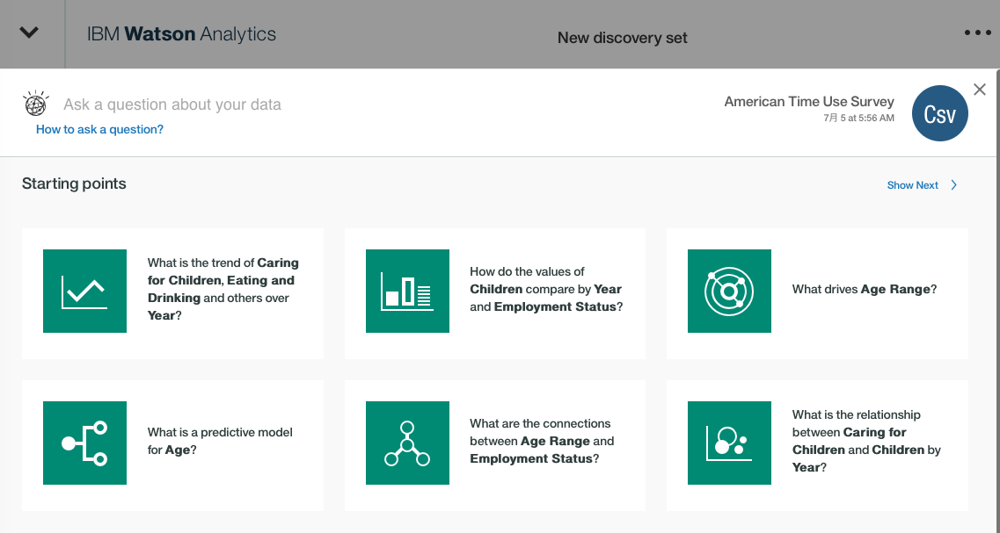 IBM Watson Analytics
New discovery set
Ask a question about your data
How to ask a question?
American Time Use Survey
7月 5 at 5:56 AM
Csv
Starting points
Show Next
What is the trend of Caring
for Children, Eating and
Drinking and others over
Year?
How do the values of
Children compare by Year
and Employment Status?
What drives Age Range?
What is a predictive model
for Age?
What are the connections
between Age Range and
Employment Status?
What is the relationship
between Caring for
Children and Children by
Year?